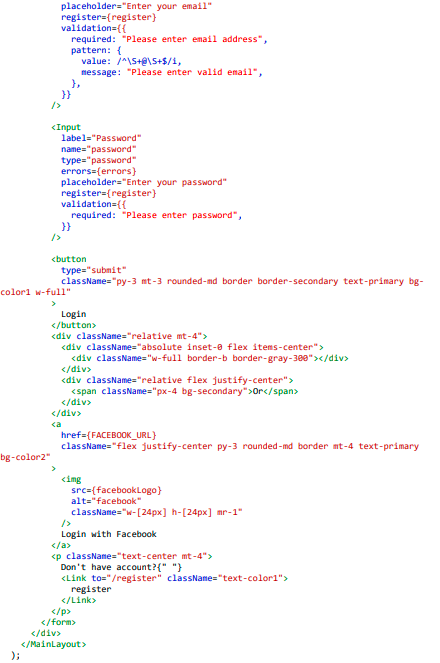 placeholder="Enter your email"
register={register}
validation={{
required: "Please enter email address",
pattern: {
value: /^\S+@\S+$/i,
message: "Please enter valid email",
},
}}
/>
<Input
label="Password"
name="password"
type="password"
errors={errors}
placeholder="Enter your password"
register={register}
validation={{
required: "Please enter password",
}}
/>
<button
type="submit"
className="py-3 mt-3 rounded-md border border-secondary text-primary bg-
color1 w-full"
>
Login
</button>
<div className="relative mt-4">
<div className="absolute inset-0 flex items-center">
<div className="w-full border-b border-gray-300"></div>
</div>
<div className="relative flex justify-center">
<span className="px-4 bg-secondary">Or</span>
</div>
</div>
<a
href={FACEBOOK_URL}
className="flex justify-center py-3 rounded-md border mt-4 text-primary
bg-color2"
>
<img
src={facebookLogo}
alt="facebook"
className="w-[24px] h-[24px] mr-1"
/>
Login with Facebook
</a>
<p className="text-center mt-4">
Don't have account?{" "}
<Link to="/register" className="text-color1">
register
</Link>
</p>
</form>
</div>
</MainLayout>
);